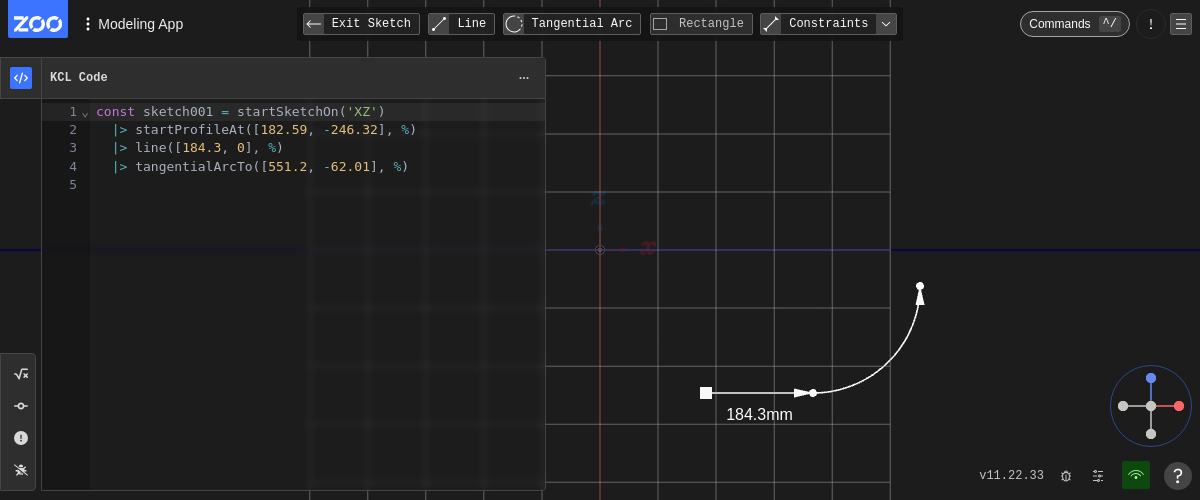 ZOO Modeling App Exit Sketch Line Tangential Arc Rectangle Constraints Commands ^/ !
KCL Code ...
1 const sketch001 = startSketchOn('XZ')
2 |> startProfileAt([182.59, -246.32], %)
3 |> line([184.3, 0], %)
4 |> tangentialArcTo([551.2, -62.01], %)
5
z
x
184.3mm
v11.22.33 ?